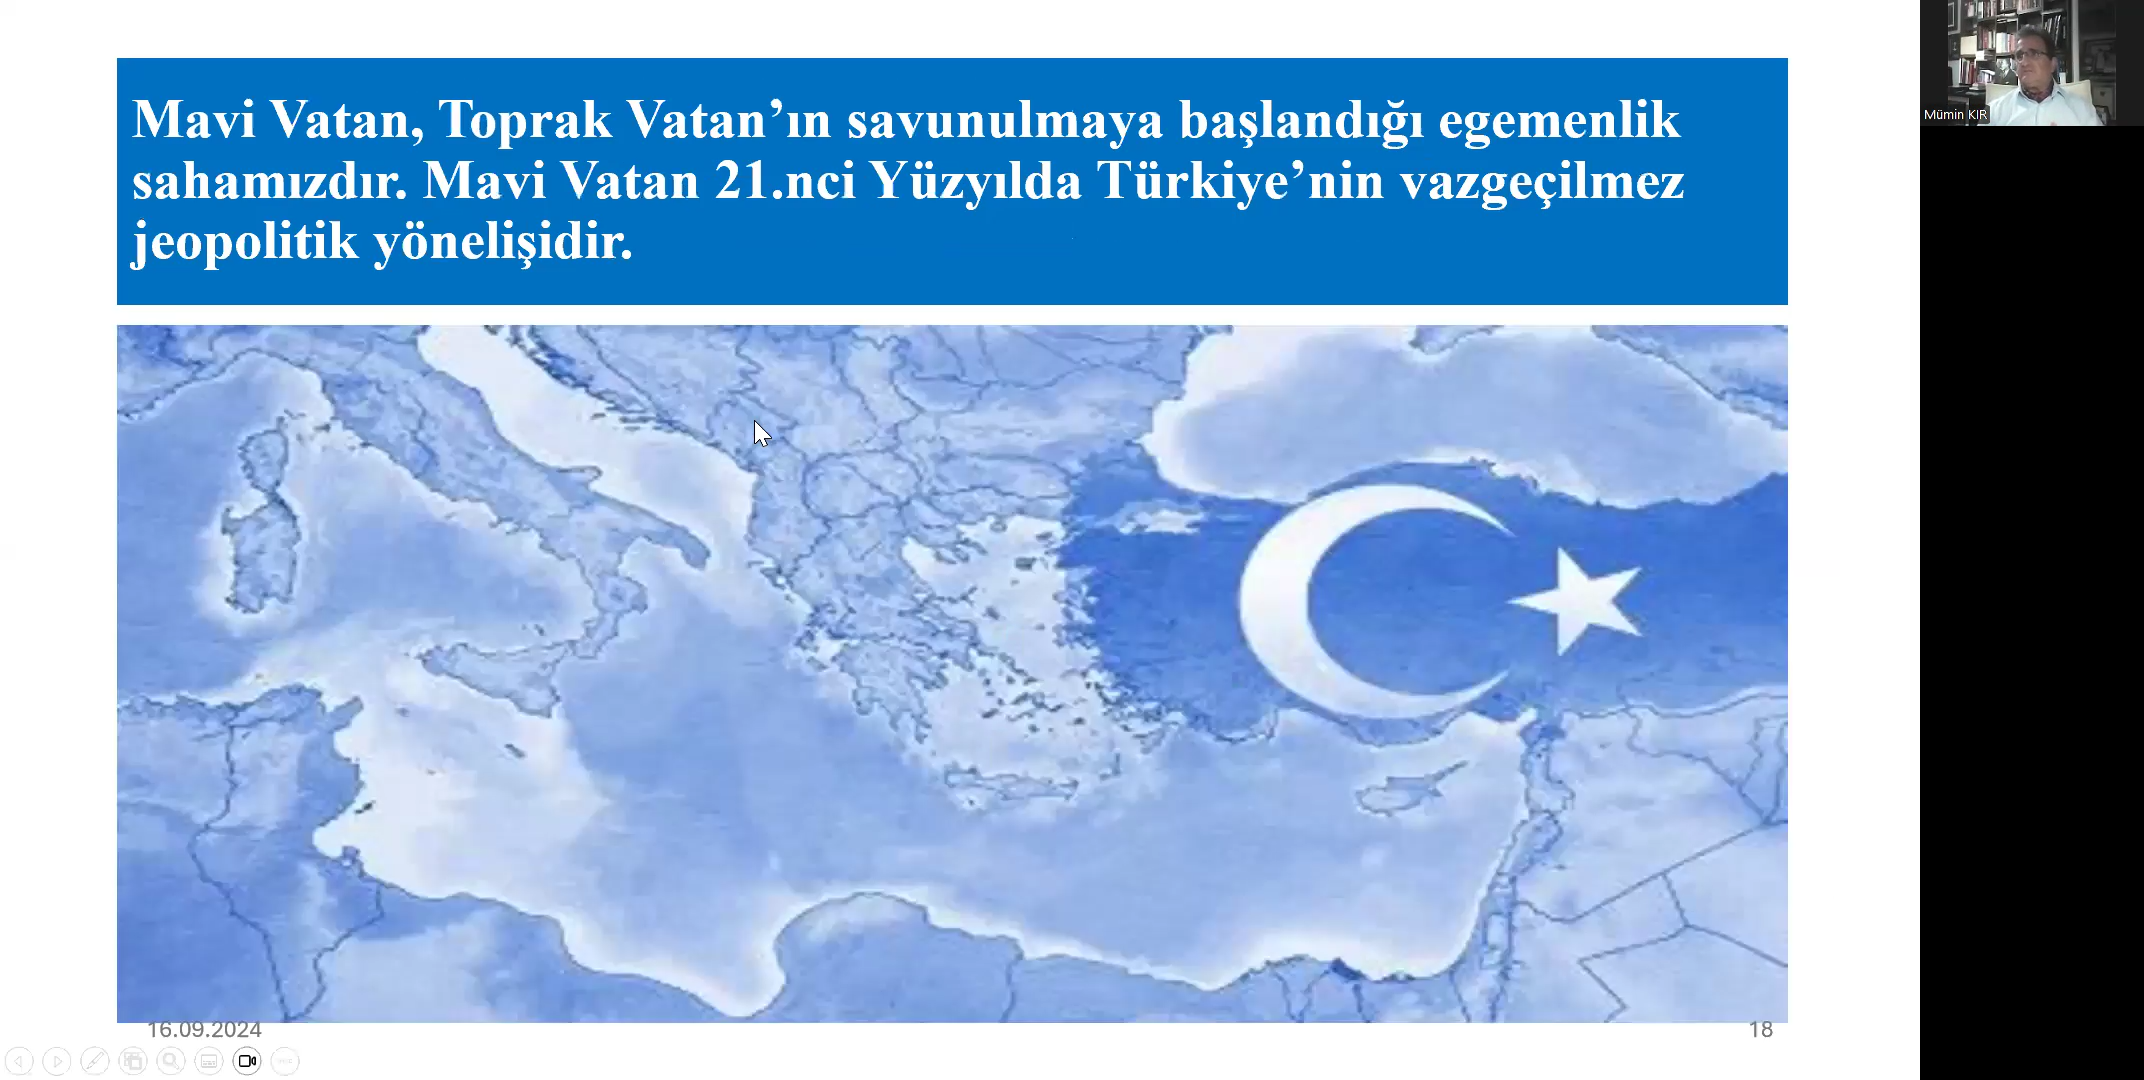 Mavi Vatan, Toprak Vatan’ın savunulmaya başlandığı egemenlik
sahamızdır. Mavi Vatan 21.nci Yüzyılda Türkiye’nin vazgeçilmez
jeopolitik yönelişidir.
Mümin KIR
16.09.2024
18